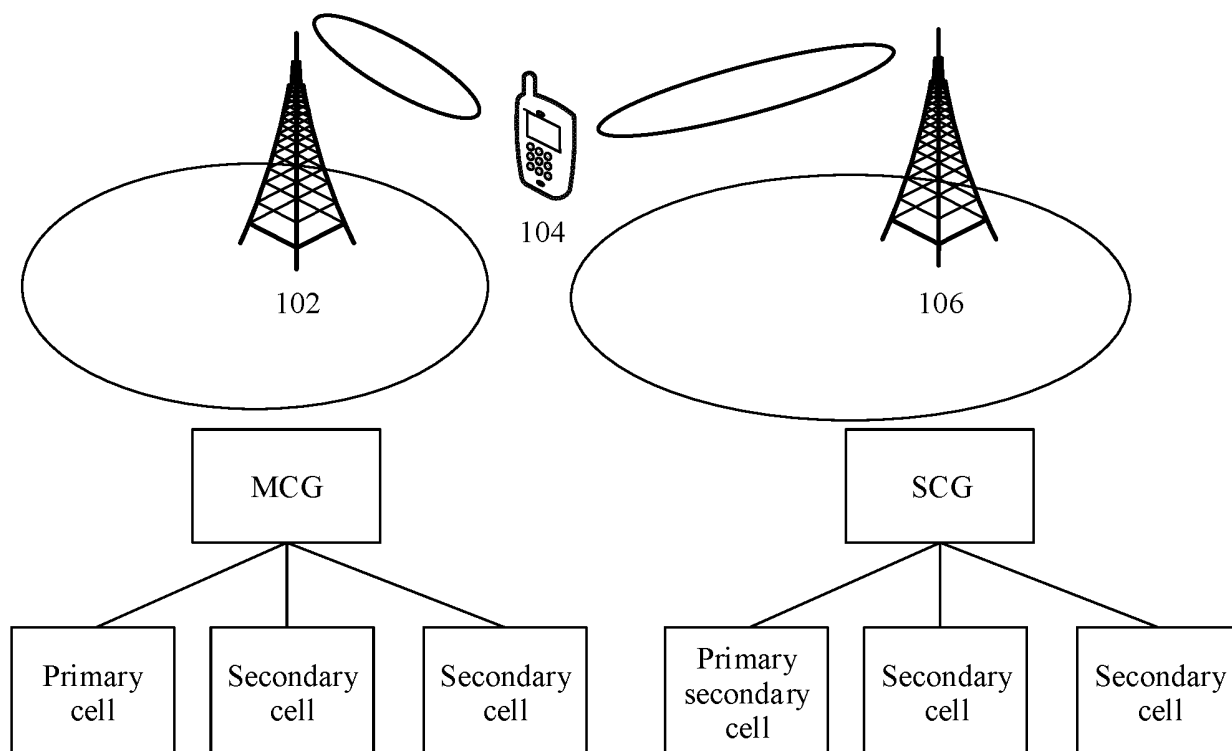 104
102
106
MCG
SCG
Primary
cell
Secondary
cell
Secondary
cell
Primary
secondary
cell
Secondary
cell
Secondary
cell